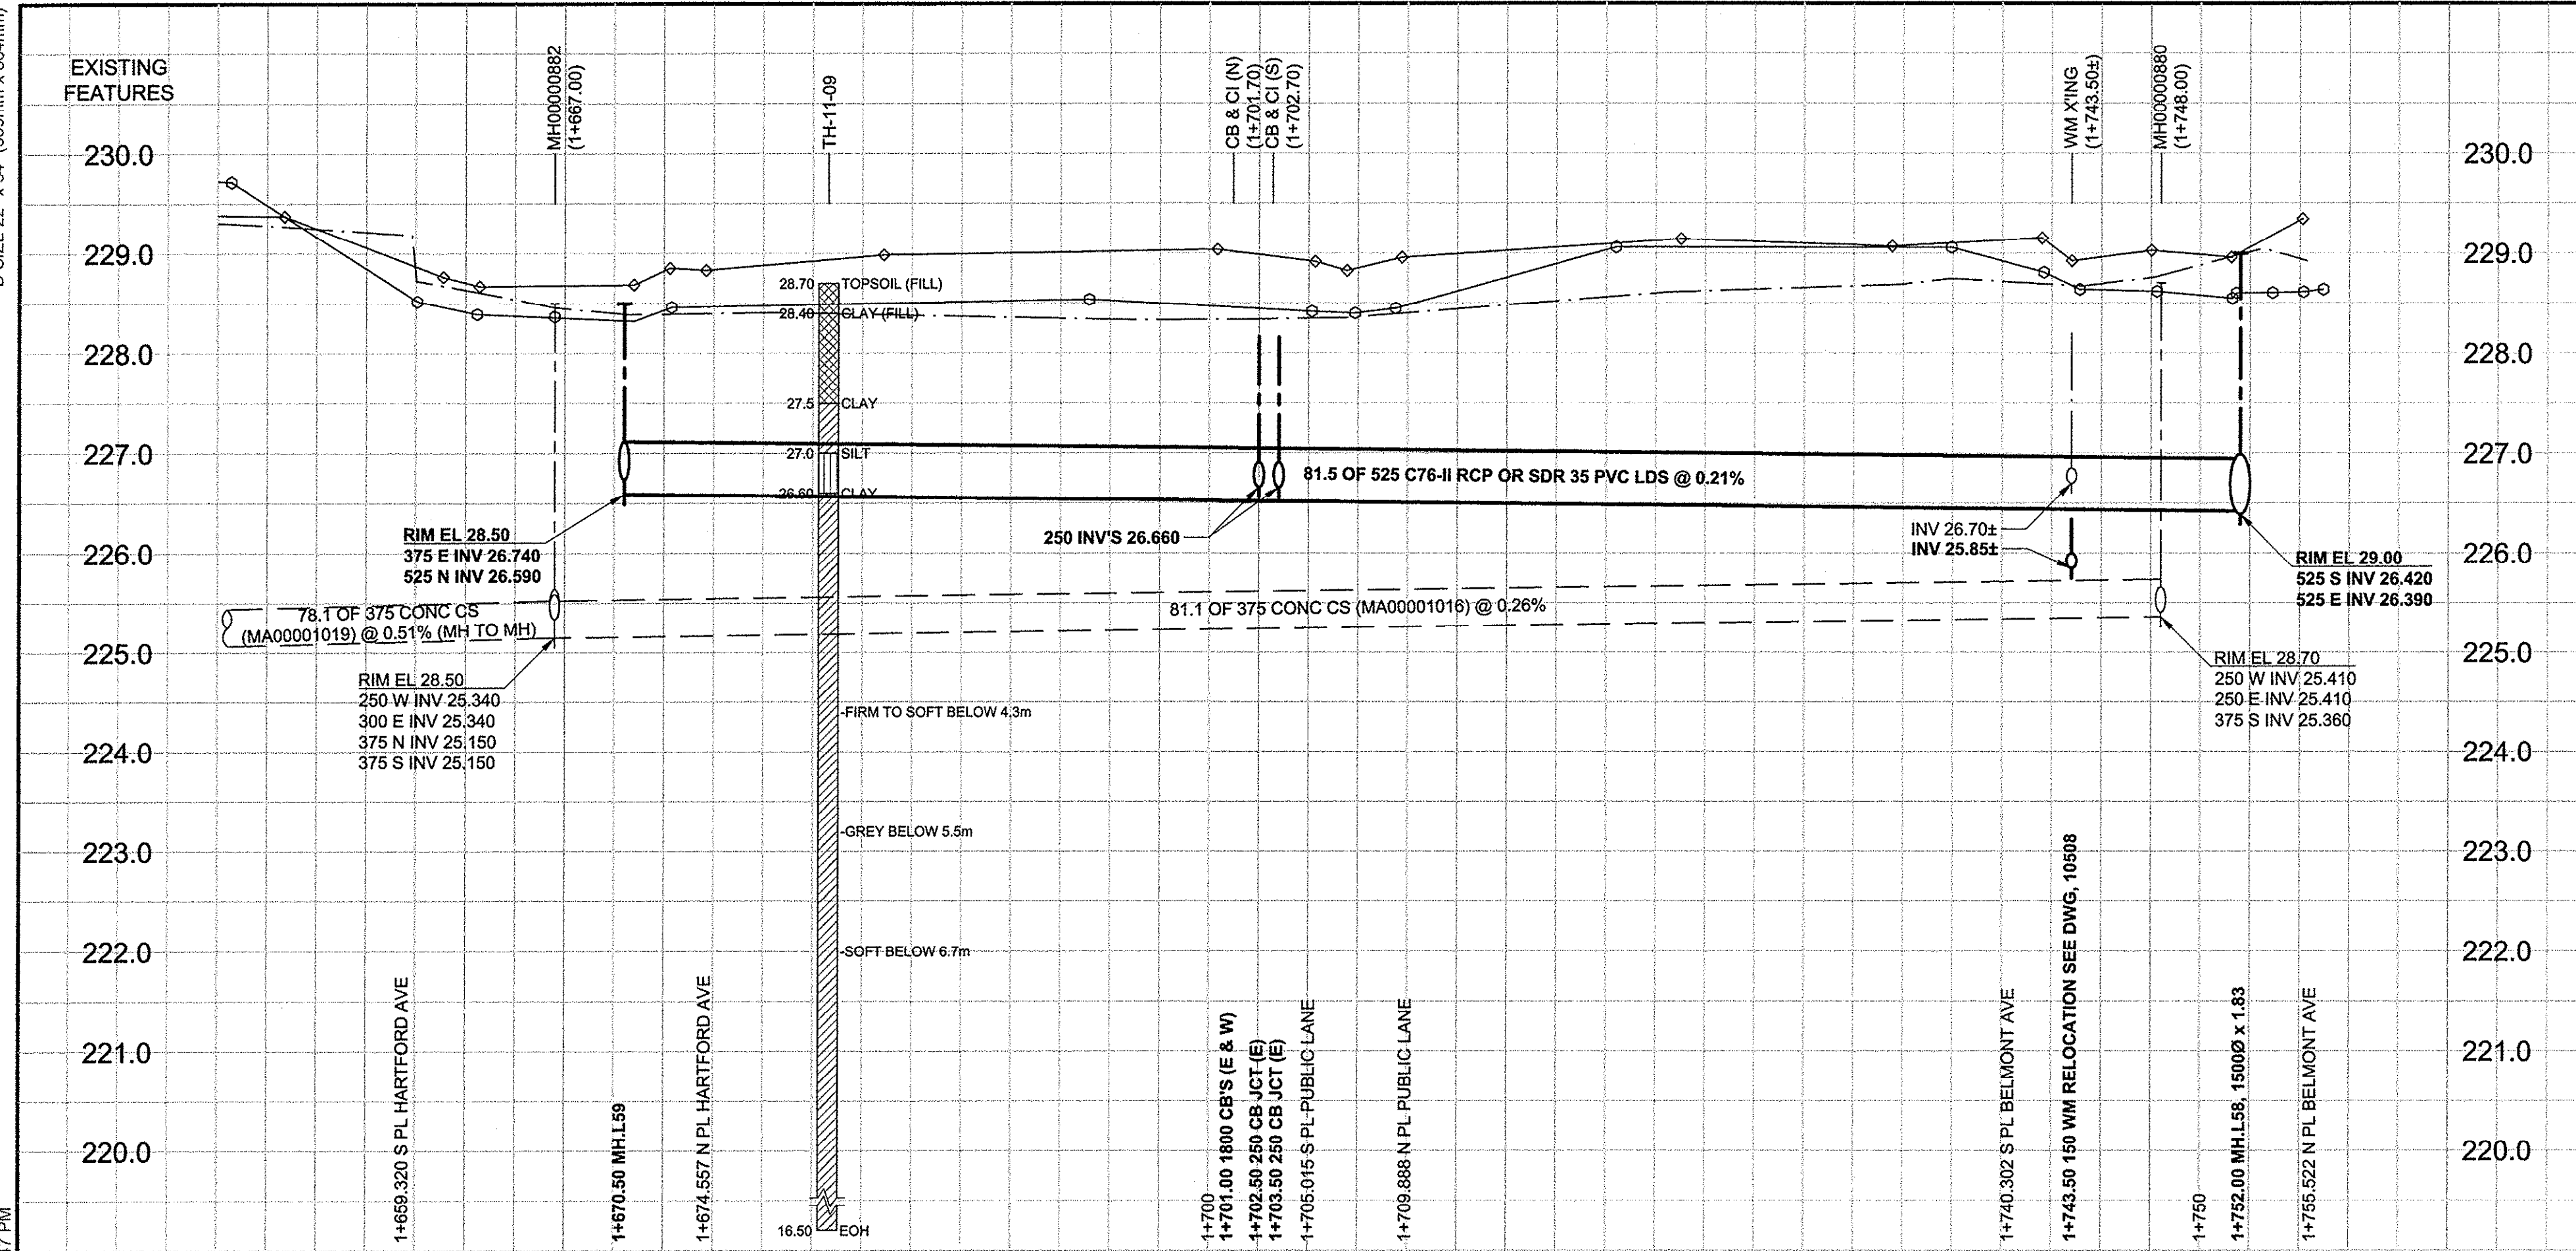 EXISTING
FEATURES
MH00000882
(1+667.00)
TH-11-09
CB & CI (N)
(1+701.70)
CB & CI (S)
(1+702.70)
WM X'ING
(1+743.50±)
MH00000880
(1+748.00)
230.0
230.0
229.0
229.0
228.0
228.0
227.0
227.0
226.0
226.0
225.0
225.0
224.0
224.0
223.0
223.0
222.0
222.0
221.0
221.0
220.0
220.0
28.70 TOPSOIL (FILL)
28.40 CLAY (FILL)
27.5 CLAY
27.0 SILT
26.60 CLAY
81.5 OF 525 C76-II RCP OR SDR 35 PVC LDS @ 0.21%
RIM EL 28.50
375 E INV 26.740
525 N INV 26.590
250 INV'S 26.660
INV 26.70±
INV 25.85±
RIM EL 29.00
525 S INV 26.420
525 E INV 26.390
78.1 OF 375 CONC CS
(MA00001019) @ 0.51% (MH TO MH)
81.1 OF 375 CONC CS (MA00001016) @ 0.26%
RIM EL 28.50
250 W INV 25.340
300 E INV 25.340
375 N INV 25.150
375 S INV 25.150
RIM EL 28.70
250 W INV 25.410
250 E INV 25.410
375 S INV 25.360
-FIRM TO SOFT BELOW 4.3m
-GREY BELOW 5.5m
-SOFT BELOW 6.7m
16.50 EOH
1+659.320 S PL HARTFORD AVE
1+670.50 MH.L59
1+674.557 N PL HARTFORD AVE
1+700
1+701.00 1800 CB'S (E & W)
1+702.50 250 CB JCT (E)
1+703.50 250 CB JCT (E)
1+705.015 S PL PUBLIC LANE
1+709.888 N PL PUBLIC LANE
1+740.302 S PL BELMONT AVE
1+743.50 150 WM RELOCATION SEE DWG, 10508
1+750
1+752.00 MH.L58, 1500Ø x 1.83
1+755.522 N PL BELMONT AVE